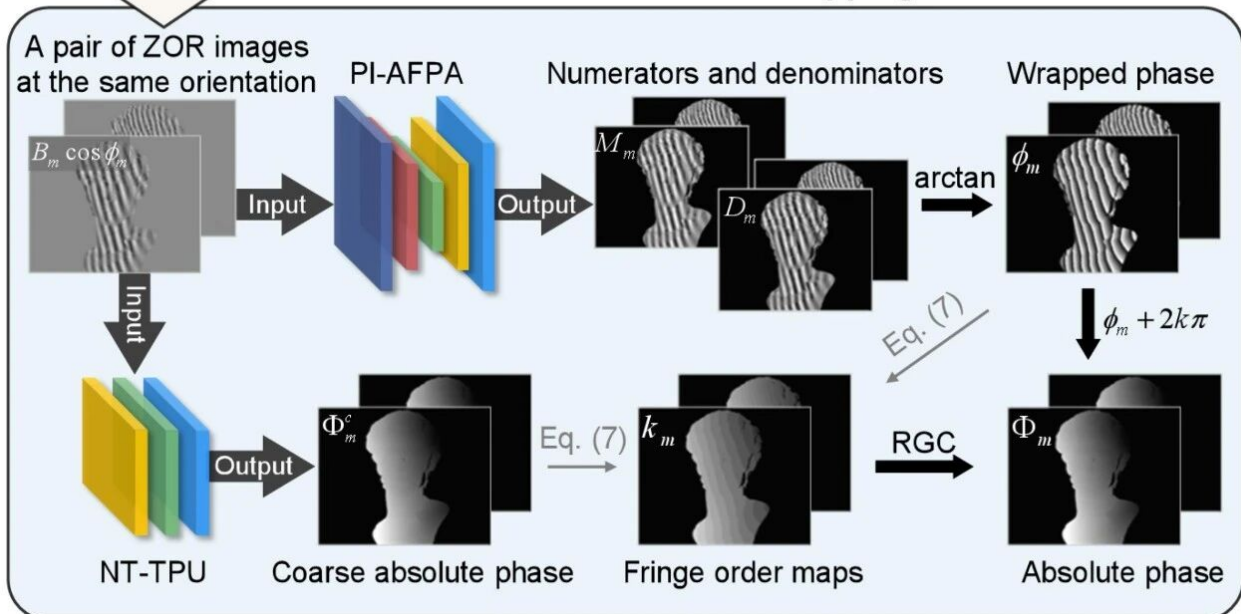 A pair of ZOR images
at the same orientation
PI-AFPA
Numerators and denominators
Wrapped phase
B_m cos ϕ_m
Input
Output
M_m
D_m
arctan
ϕ_m
Input
Eq. (7)
ϕ_m + 2kπ
Output
Φ_m^c
Eq. (7)
k_m
RGC
Φ_m
NT-TPU
Coarse absolute phase
Fringe order maps
Absolute phase